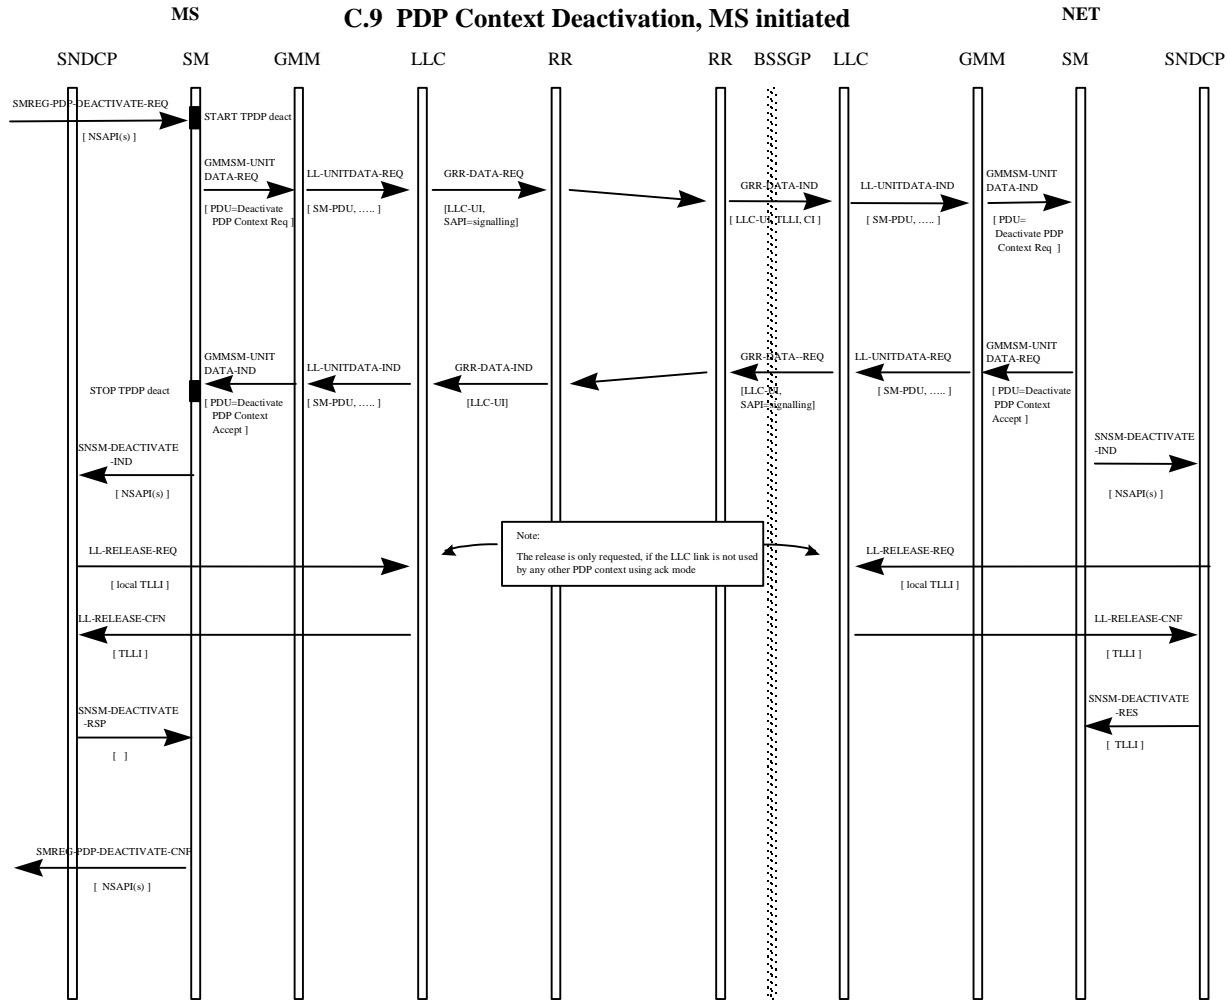 MS
C.9 PDP Context Deactivation, MS initiated
NET
SNDCP SM GMM LLC RR RR BSSGP LLC GMM SM SNDCP
SMREG-PDP-DEACTIVATE-REQ
[ NSAPI(s) ]
START TPDP deact
GMMSM-UNIT
DATA-REQ
[ PDU=Deactivate
PDP Context Req ]
LL-UNITDATA-REQ
[ SM-PDU, ..... ]
GRR-DATA-REQ
[LLC-UI,
SAPI=signalling]
GRR-DATA-IND
[ LLC-UI, TLLI, CI ]
LL-UNITDATA-IND
[ SM-PDU, ..... ]
GMMSM-UNIT
DATA-IND
[ PDU=
Deactivate PDP
Context Req ]
STOP TPDP deact
GMMSM-UNIT
DATA-IND
[ PDU=Deactivate
PDP Context
Accept ]
LL-UNITDATA-IND
[ SM-PDU, ..... ]
GRR-DATA-IND
[LLC-UI]
GRR-DATA--REQ
[LLC-UI,
SAPI=signalling]
LL-UNITDATA-REQ
[ SM-PDU, ..... ]
GMMSM-UNIT
DATA-REQ
[ PDU=Deactivate
PDP Context
Accept ]
SNSM-DEACTIVATE
-IND
[ NSAPI(s) ]
SNSM-DEACTIVATE
-IND
[ NSAPI(s) ]
LL-RELEASE-REQ
[ local TLLI ]
Note:
The release is only requested, if the LLC link is not used
by any other PDP context using ack mode
LL-RELEASE-REQ
[ local TLLI ]
LL-RELEASE-CFN
[ TLLI ]
LL-RELEASE-CNF
[ TLLI ]
SNSM-DEACTIVATE
-RSP
[ ]
SNSM-DEACTIVATE
-RES
[ TLLI ]
SMREG-PDP-DEACTIVATE-CNF
[ NSAPI(s) ]